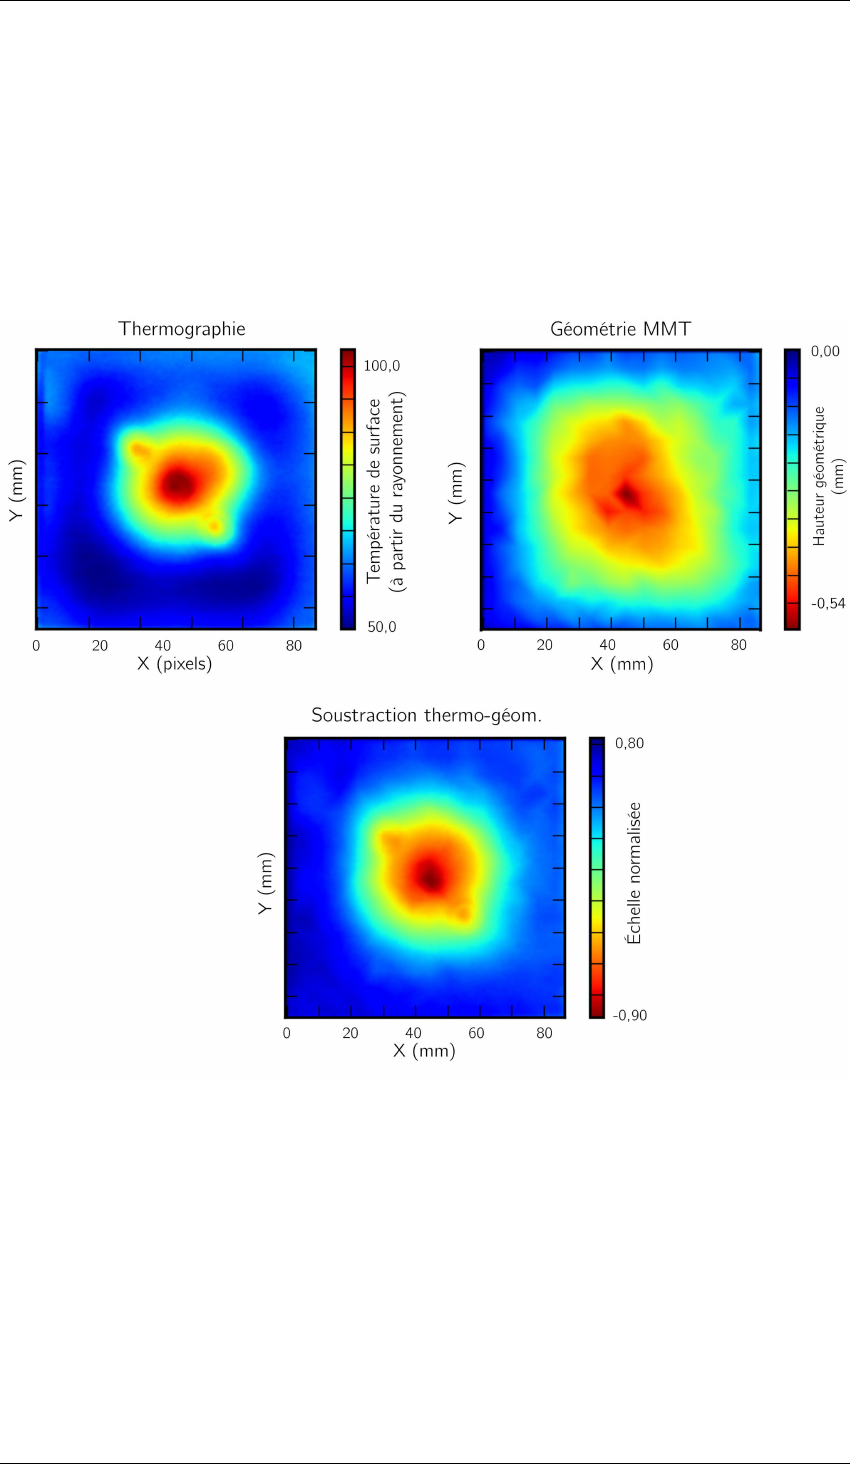 Thermographie
Y (mm)
0 20 40 60 80
X (pixels)
100,0
50,0
Température de surface
(à partir du rayonnement)
Géométrie MMT
Y (mm)
0 20 40 60 80
X (mm)
0,00
-0,54
Hauteur géométrique
(mm)
Soustraction thermo-géom.
Y (mm)
0 20 40 60 80
X (mm)
0,80
-0,90
Échelle normalisée